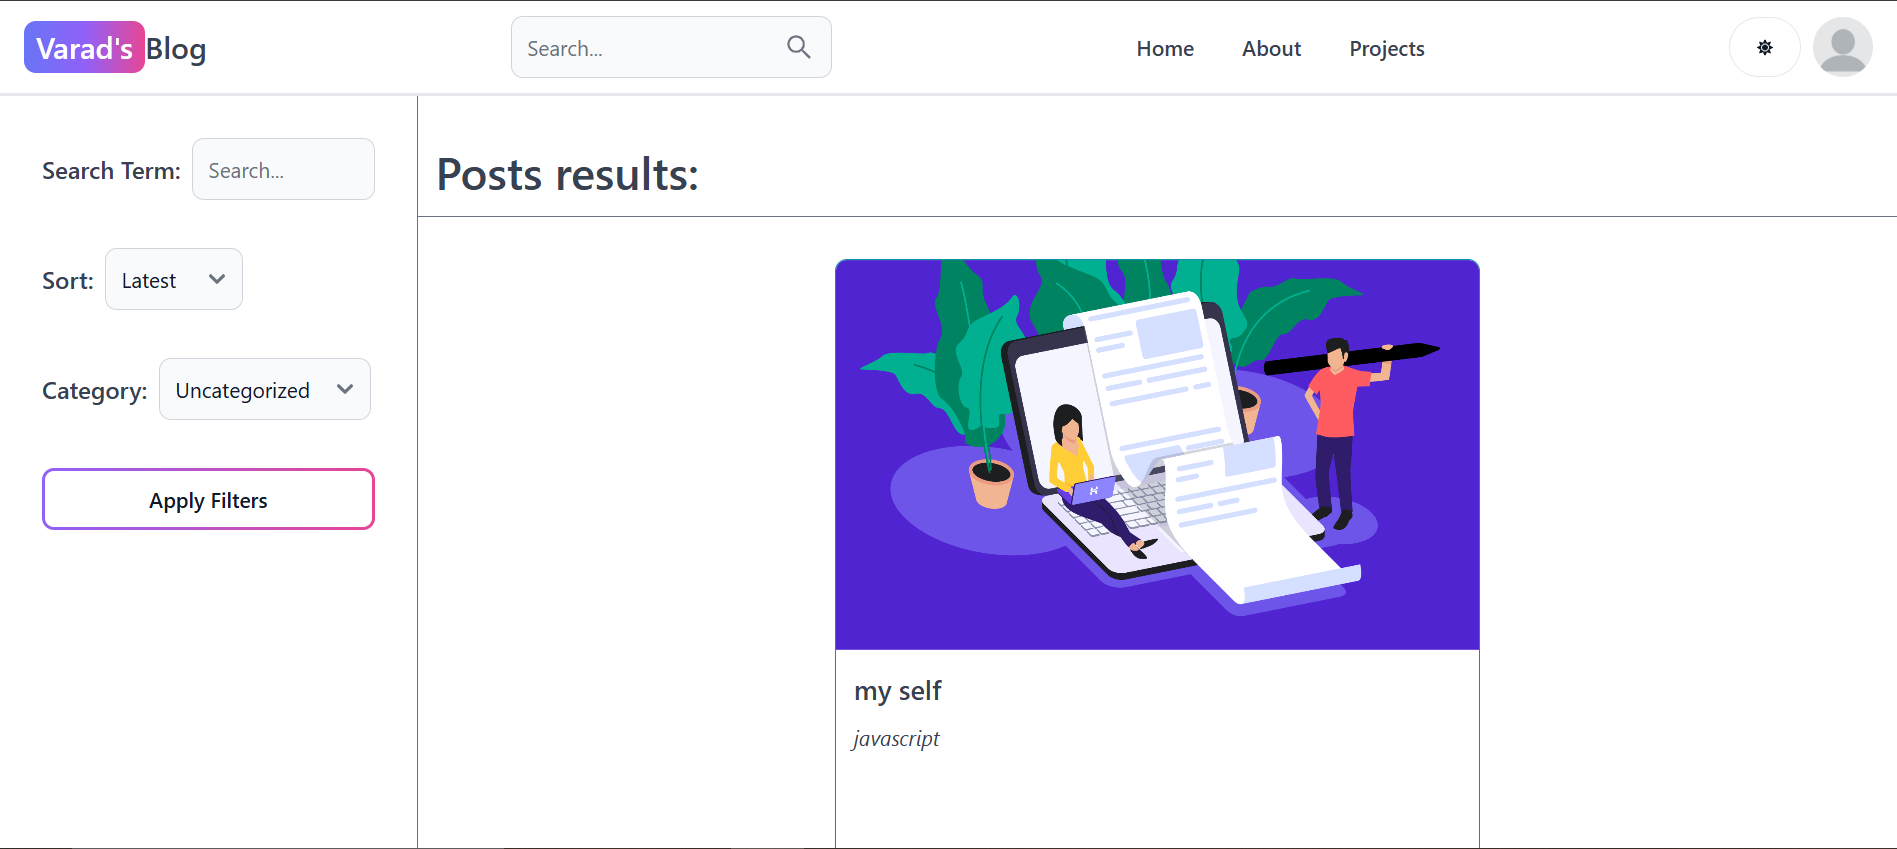 Varad's Blog
Search...
Home About Projects
Search Term: Search...
Sort: Latest
Category: Uncategorized
Apply Filters
Posts results:
my self
javascript